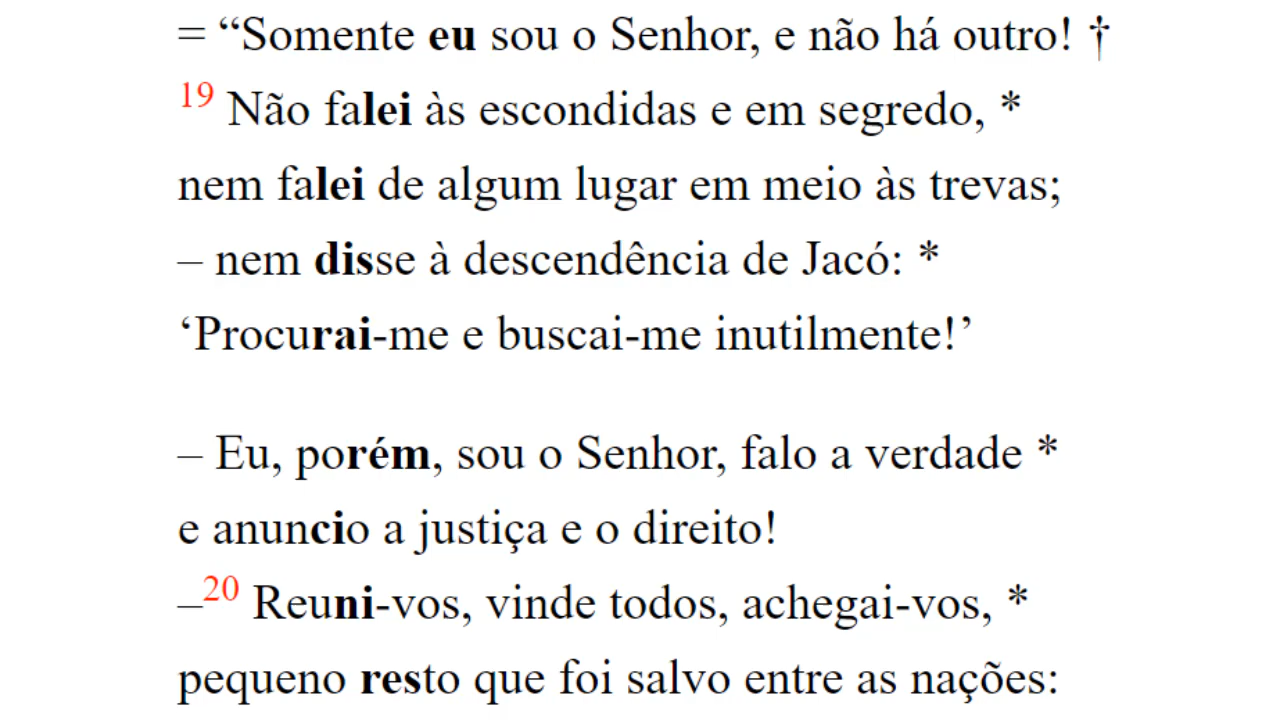 = “Somente eu sou o Senhor, e não há outro! †
19 Não falei às escondidas e em segredo, *
nem falei de algum lugar em meio às trevas;
– nem disse à descendência de Jacó: *
‘Procurai-me e buscai-me inutilmente!’
– Eu, porém, sou o Senhor, falo a verdade *
e anuncio a justiça e o direito!
–20 Reuni-vos, vinde todos, achegai-vos, *
pequeno resto que foi salvo entre as nações: